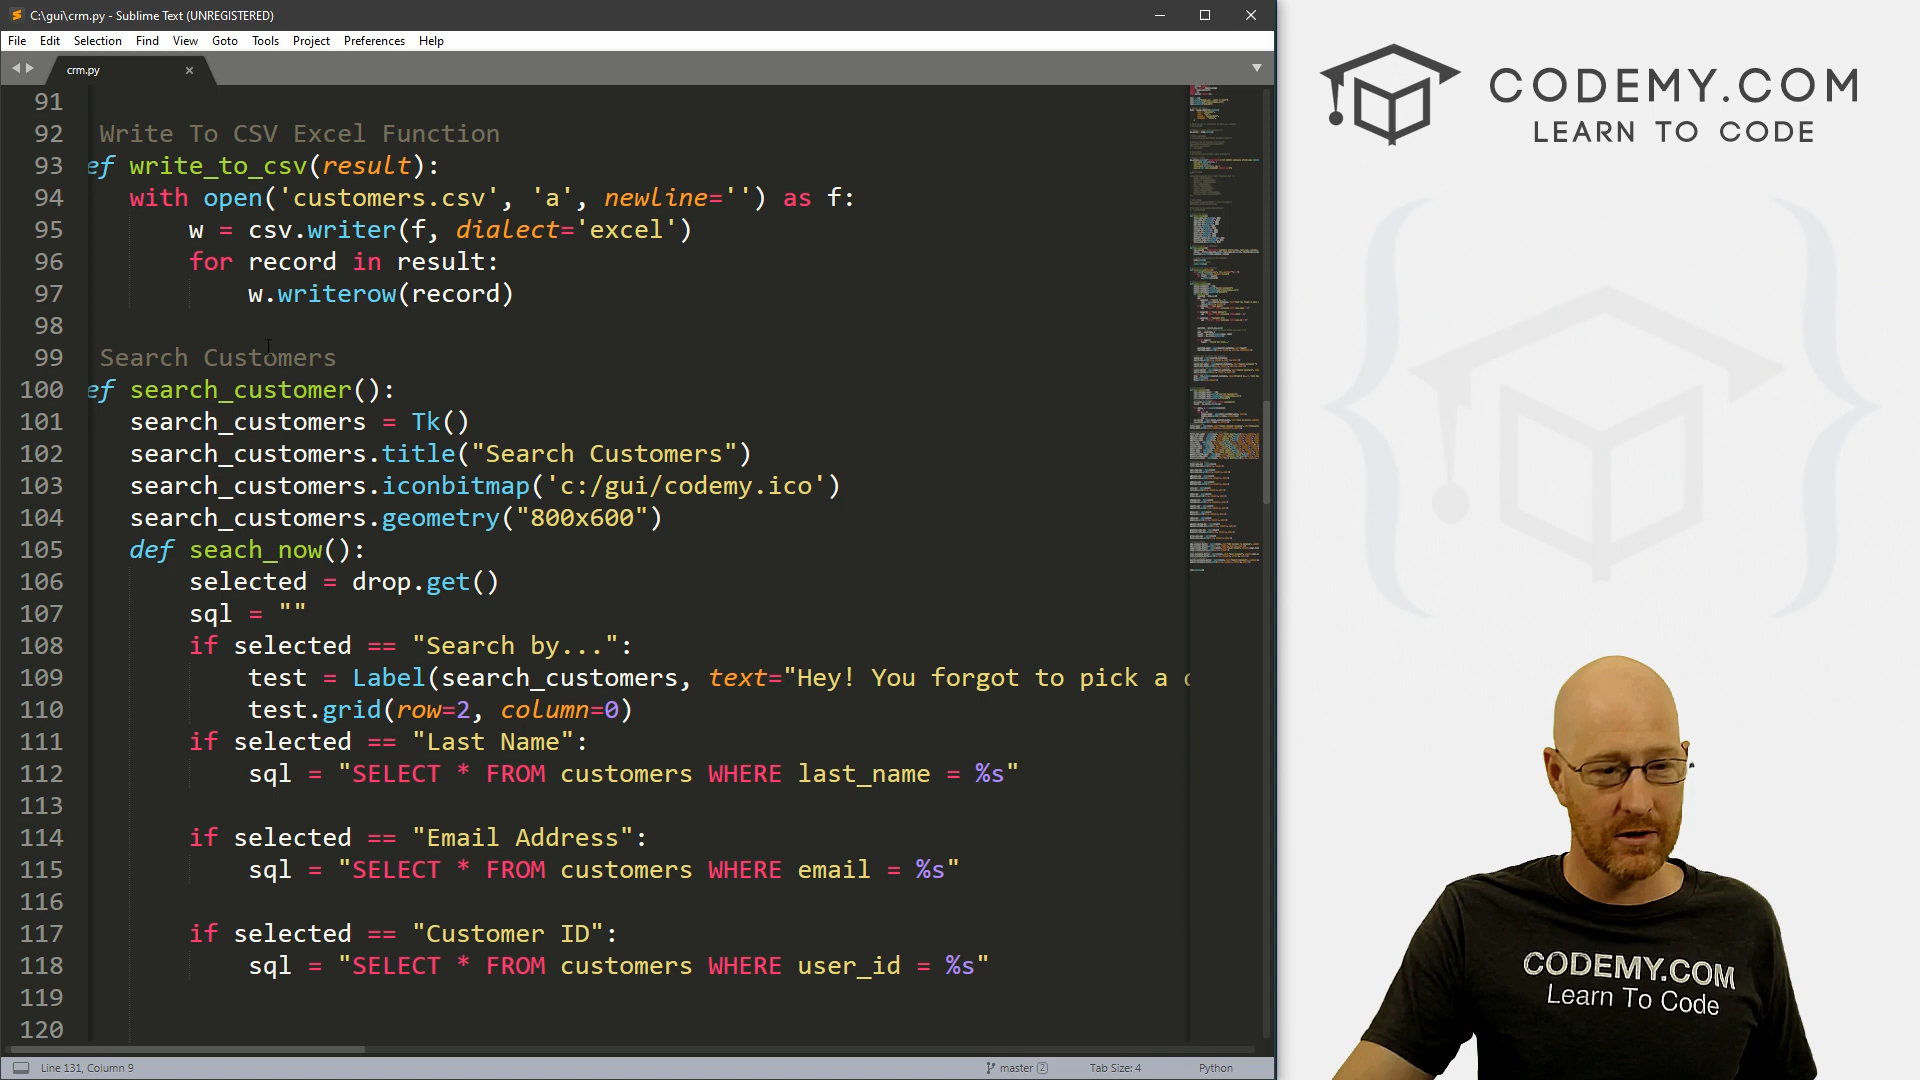 C:\gui\crm.py - Sublime Text (UNREGISTERED)
File Edit Selection Find View Goto Tools Project Preferences Help
crm.py
91
92 Write To CSV Excel Function
93 ef write_to_csv(result):
94 with open('customers.csv', 'a', newline='') as f:
95 w = csv.writer(f, dialect='excel')
96 for record in result:
97 w.writerow(record)
98
99 Search Customers
100 ef search_customer():
101 search_customers = Tk()
102 search_customers.title("Search Customers")
103 search_customers.iconbitmap('c:/gui/codemy.ico')
104 search_customers.geometry("800x600")
105 def seach_now():
106 selected = drop.get()
107 sql = ""
108 if selected == "Search by...":
109 test = Label(search_customers, text="Hey! You forgot to pick a
110 test.grid(row=2, column=0)
111 if selected == "Last Name":
112 sql = "SELECT * FROM customers WHERE last_name = %s"
113
114 if selected == "Email Address":
115 sql = "SELECT * FROM customers WHERE email = %s"
116
117 if selected == "Customer ID":
118 sql = "SELECT * FROM customers WHERE user_id = %s"
119
120
Line 131, Column 9 master 2 Tab Size: 4 Python
CODEMY.COM
LEARN TO CODE
CODEMY.COM
Learn To Code